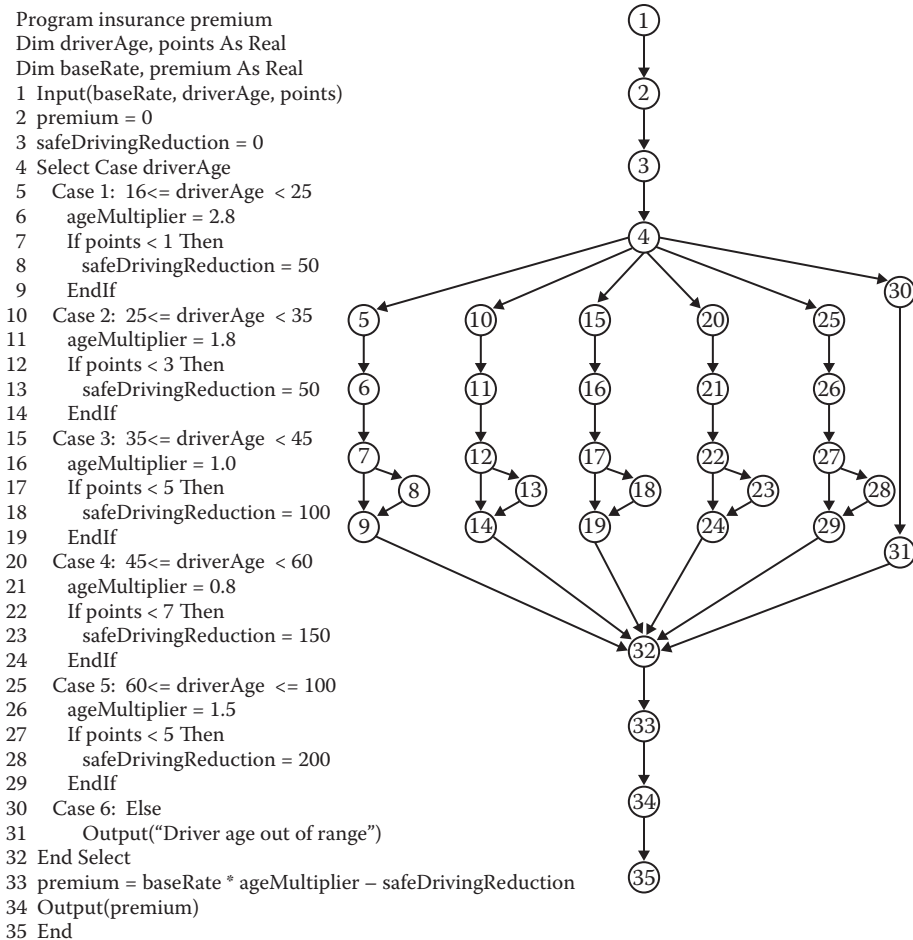 Program insurance premium
Dim driverAge, points As Real
Dim baseRate, premium As Real
1 Input(baseRate, driverAge, points)
2 premium = 0
3 safeDrivingReduction = 0
4 Select Case driverAge
5 Case 1: 16<= driverAge < 25
6 ageMultiplier = 2.8
7 If points < 1 Then
8 safeDrivingReduction = 50
9 EndIf
10 Case 2: 25<= driverAge < 35
11 ageMultiplier = 1.8
12 If points < 3 Then
13 safeDrivingReduction = 50
14 EndIf
15 Case 3: 35<= driverAge < 45
16 ageMultiplier = 1.0
17 If points < 5 Then
18 safeDrivingReduction = 100
19 EndIf
20 Case 4: 45<= driverAge < 60
21 ageMultiplier = 0.8
22 If points < 7 Then
23 safeDrivingReduction = 150
24 EndIf
25 Case 5: 60<= driverAge <= 100
26 ageMultiplier = 1.5
27 If points < 5 Then
28 safeDrivingReduction = 200
29 EndIf
30 Case 6: Else
31 Output(“Driver age out of range”)
32 End Select
33 premium = baseRate * ageMultiplier – safeDrivingReduction
34 Output(premium)
35 End
1
2
3
4
30
5 10 15 20 25
6 11 16 21 26
7 12 17 22 27
8 13 18 23 28
9 14 19 24 29
31
32
33
34
35